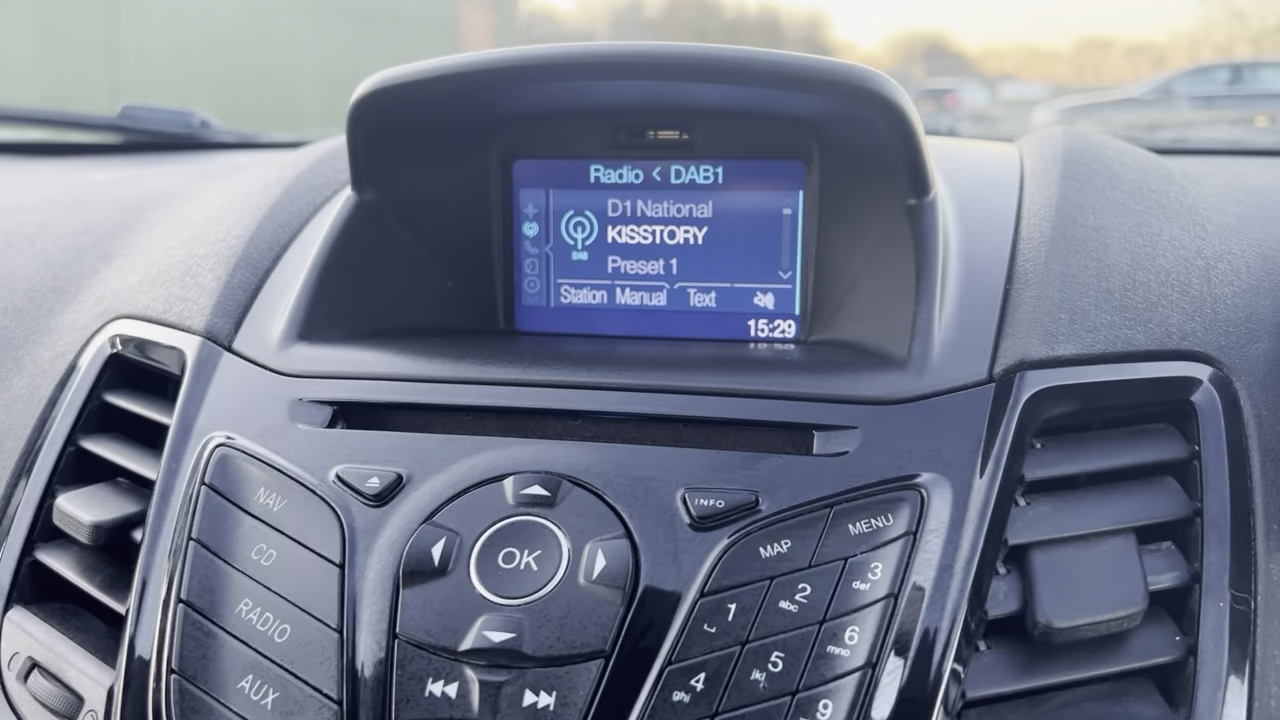 Radio < DAB1
D1 National
DAB
KISSTORY
Preset 1
Station Manual Text
15:29
NAV
CD
RADIO
AUX
OK
INFO
MAP
MENU
1
2 abc
3 def
4 ghi
5 jkl
6 mno
9